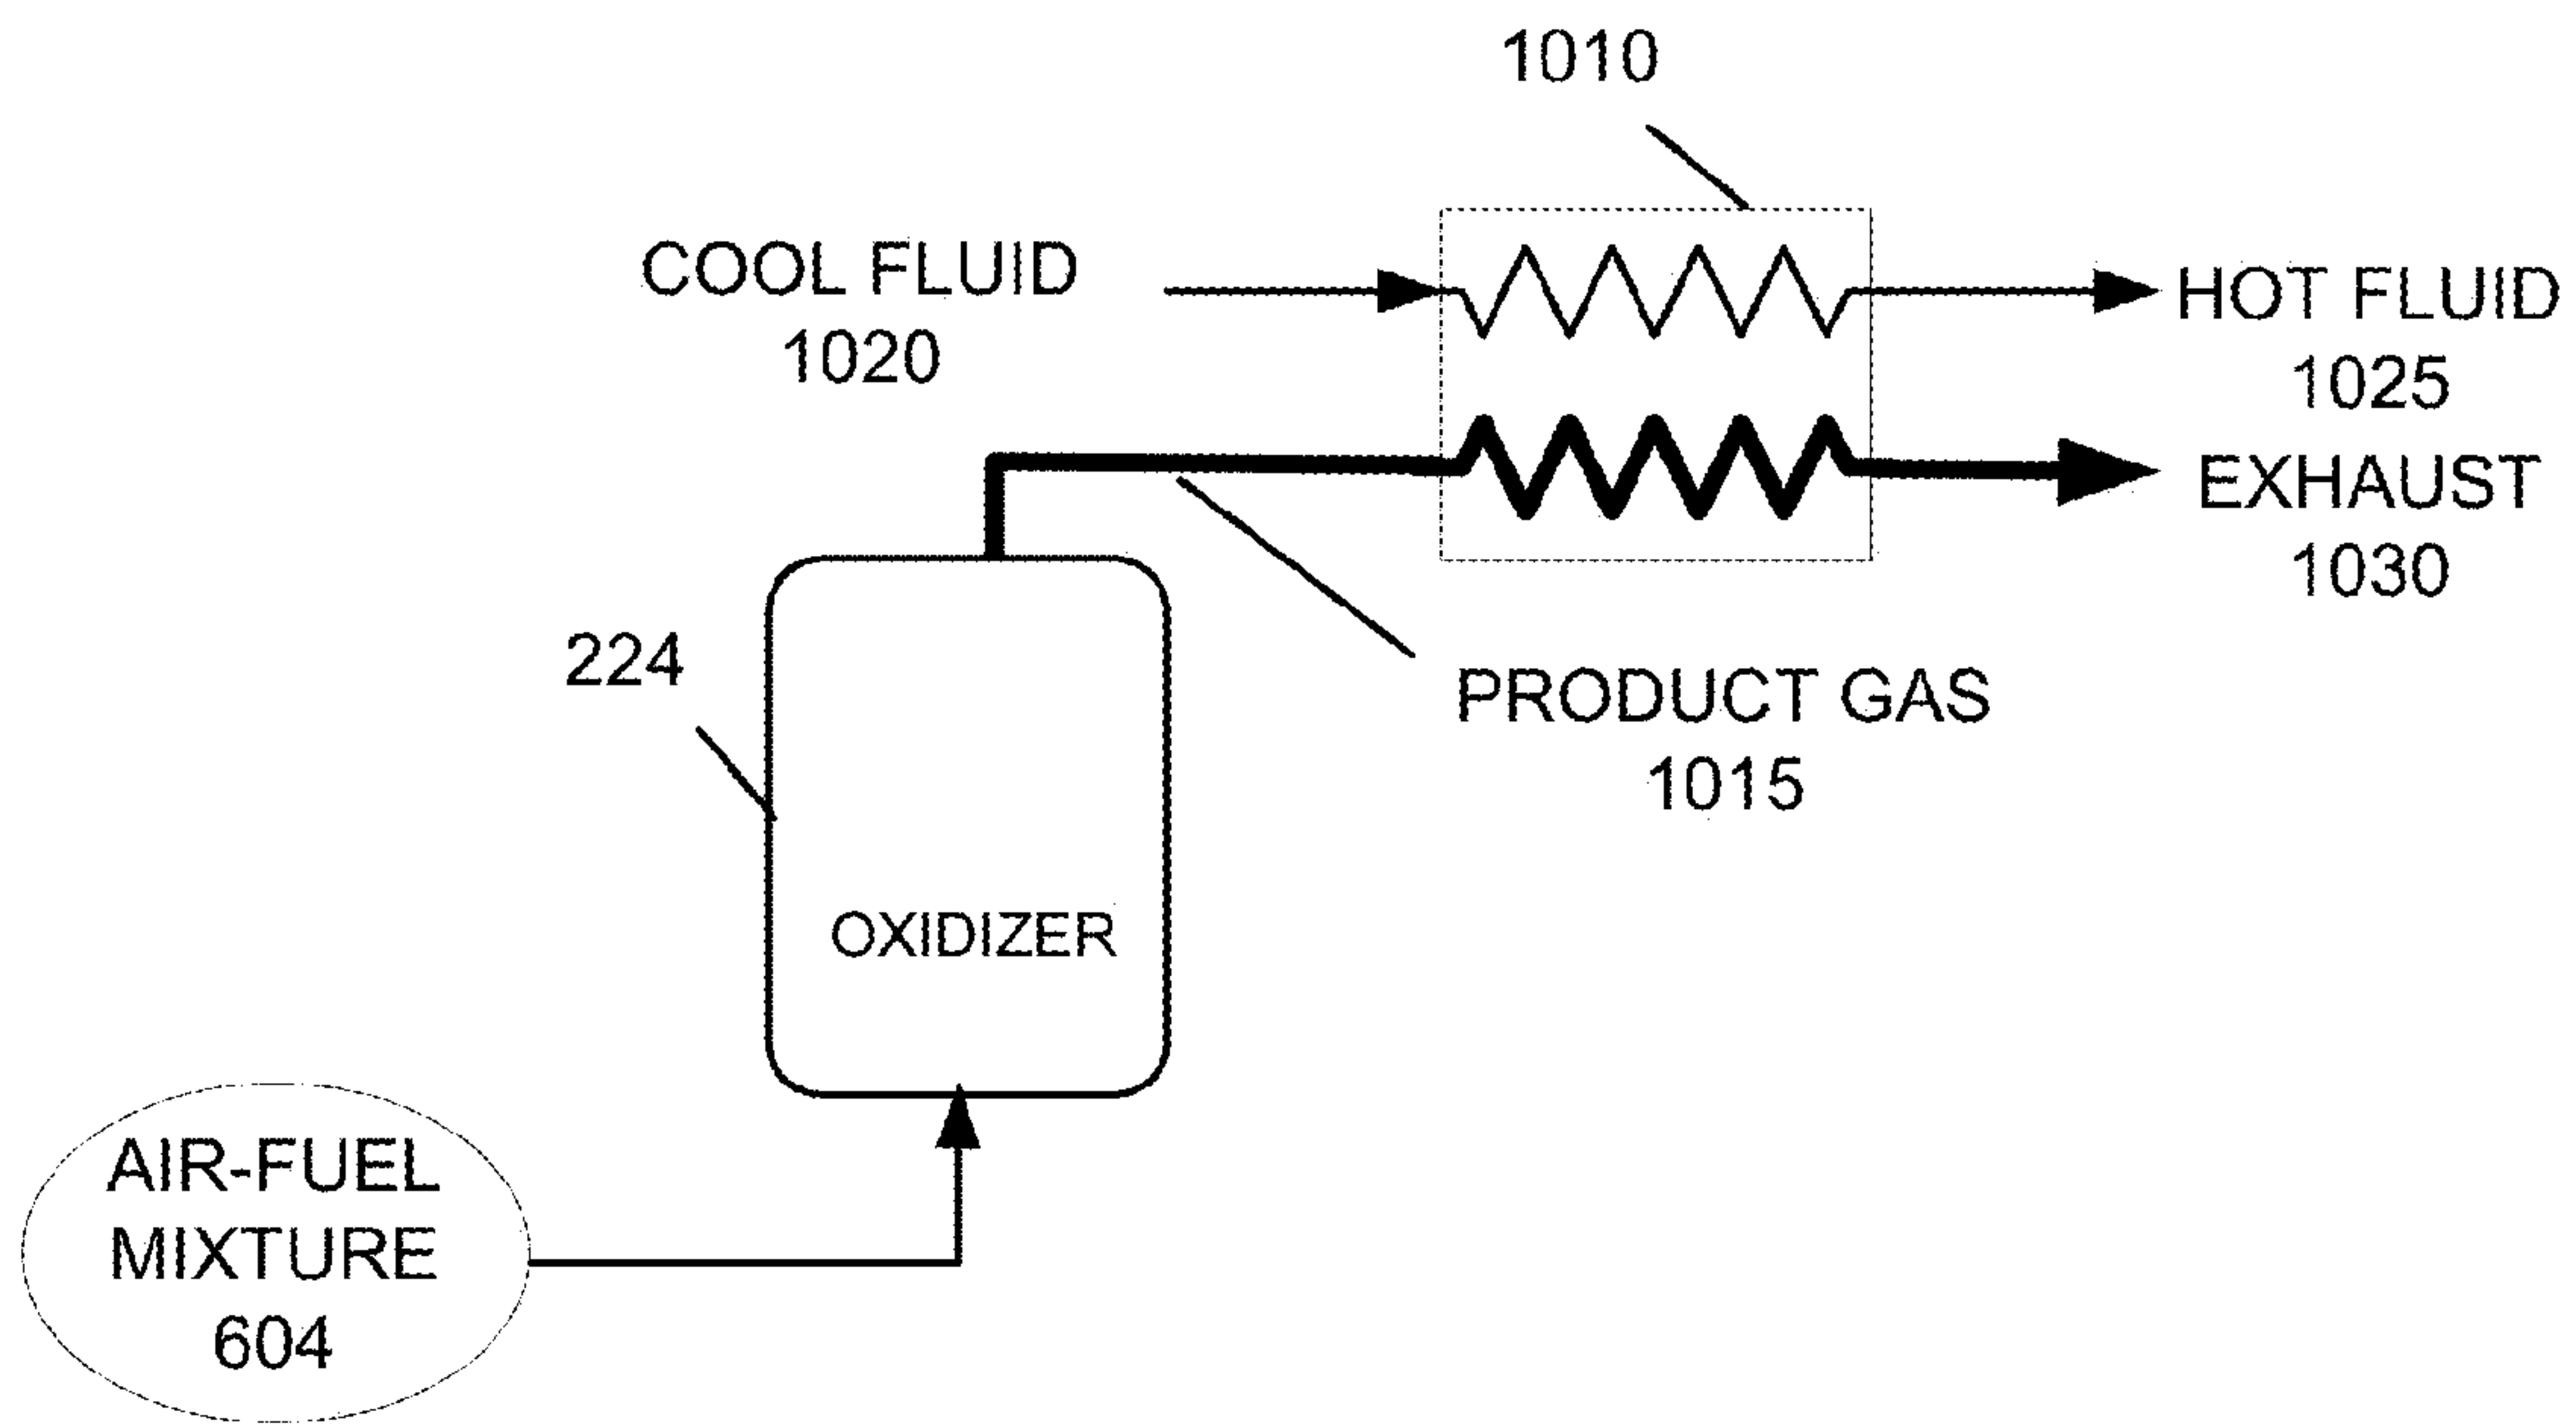 1010
COOL FLUID
1020
HOT FLUID
1025
EXHAUST
1030
224
PRODUCT GAS
1015
OXIDIZER
AIR-FUEL
MIXTURE
604